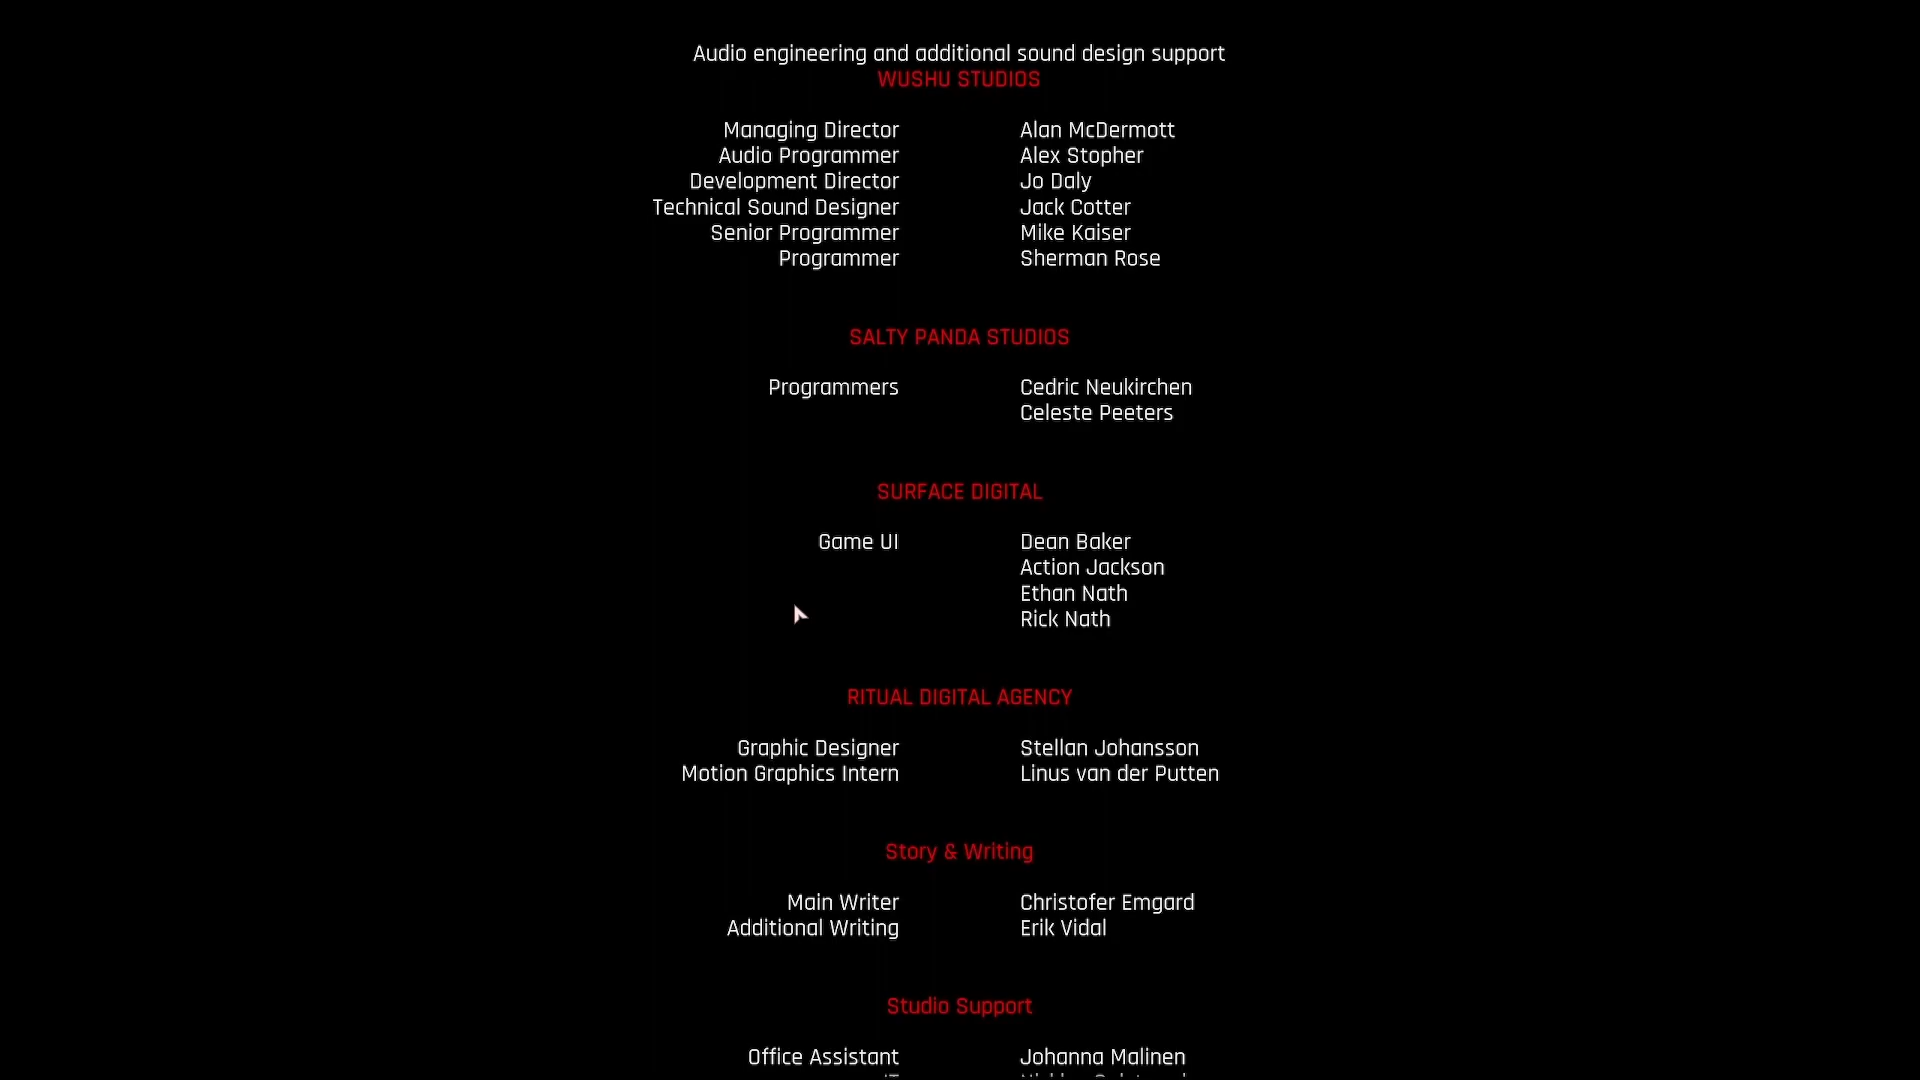 Audio engineering and additional sound design support
WUSHU STUDIOS
Managing Director Alan McDermott
Audio Programmer Alex Stopher
Development Director Jo Daly
Technical Sound Designer Jack Cotter
Senior Programmer Mike Kaiser
Programmer Sherman Rose
SALTY PANDA STUDIOS
Programmers Cedric Neukirchen
Celeste Peeters
SURFACE DIGITAL
Game UI Dean Baker
Action Jackson
Ethan Nath
Rick Nath
RITUAL DIGITAL AGENCY
Graphic Designer Stellan Johansson
Motion Graphics Intern Linus van der Putten
Story & Writing
Main Writer Christofer Emgard
Additional Writing Erik Vidal
Studio Support
Office Assistant Johanna Malinen